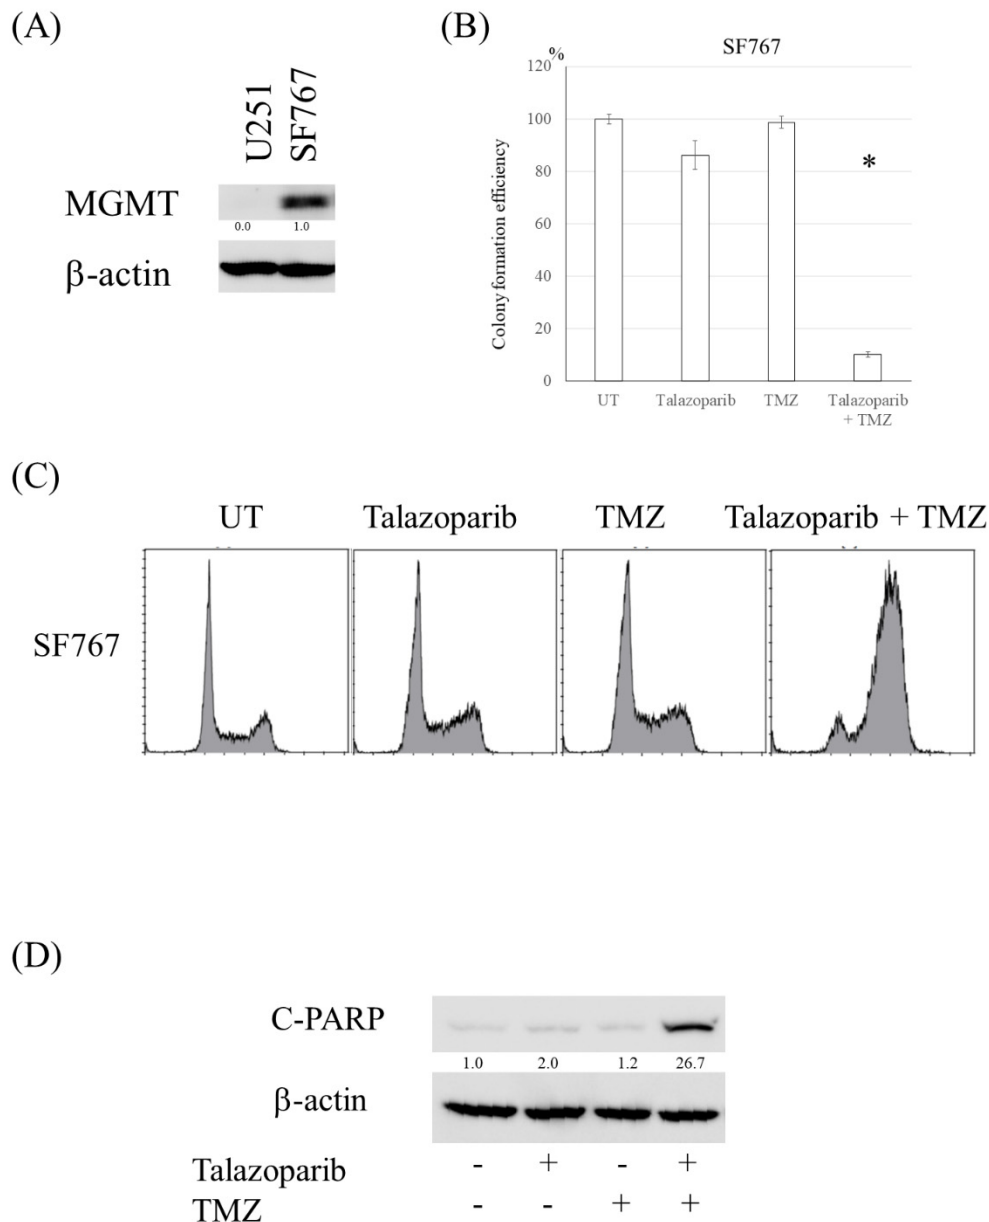 (A)
U251
SF767
MGMT
0.0 1.0
β-actin
(B)
SF767
%
120
100
80
60
40
20
0
Colony formation efficiency
*
UT Talazoparib TMZ Talazoparib
+ TMZ
(C)
UT Talazoparib TMZ Talazoparib + TMZ
SF767
(D)
C-PARP
1.0 2.0 1.2 26.7
β-actin
Talazoparib - + - +
TMZ - - + +